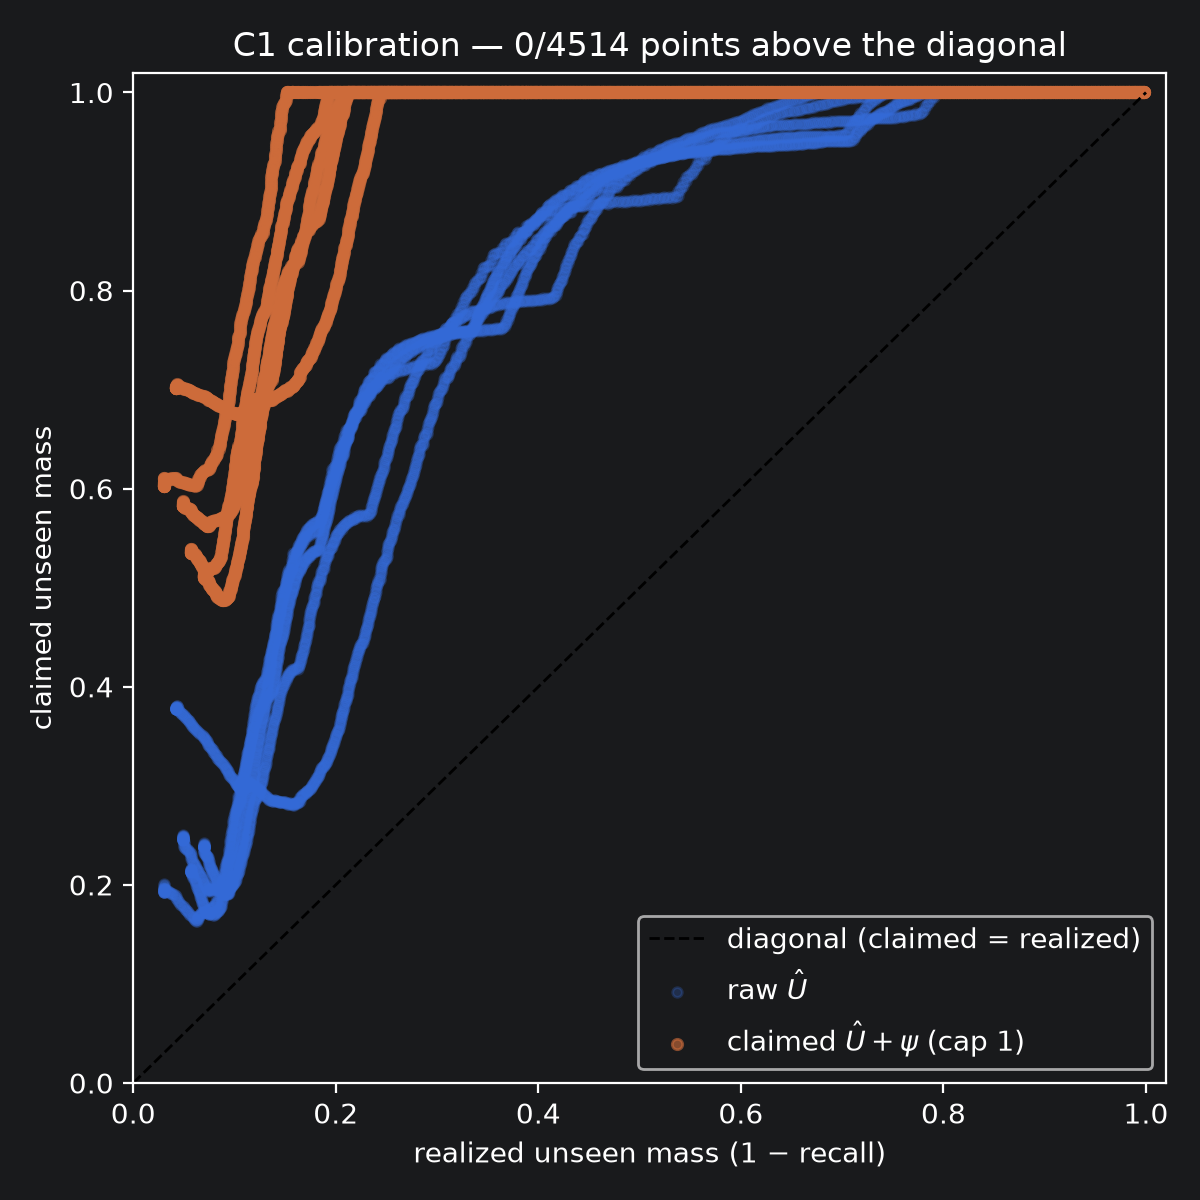 C1 calibration — 0/4514 points above the diagonal
claimed unseen mass
1.0
0.8
0.6
0.4
0.2
0.0
diagonal (claimed = realized)
raw Û
claimed Û + ψ (cap 1)
0.0 0.2 0.4 0.6 0.8 1.0
realized unseen mass (1 − recall)